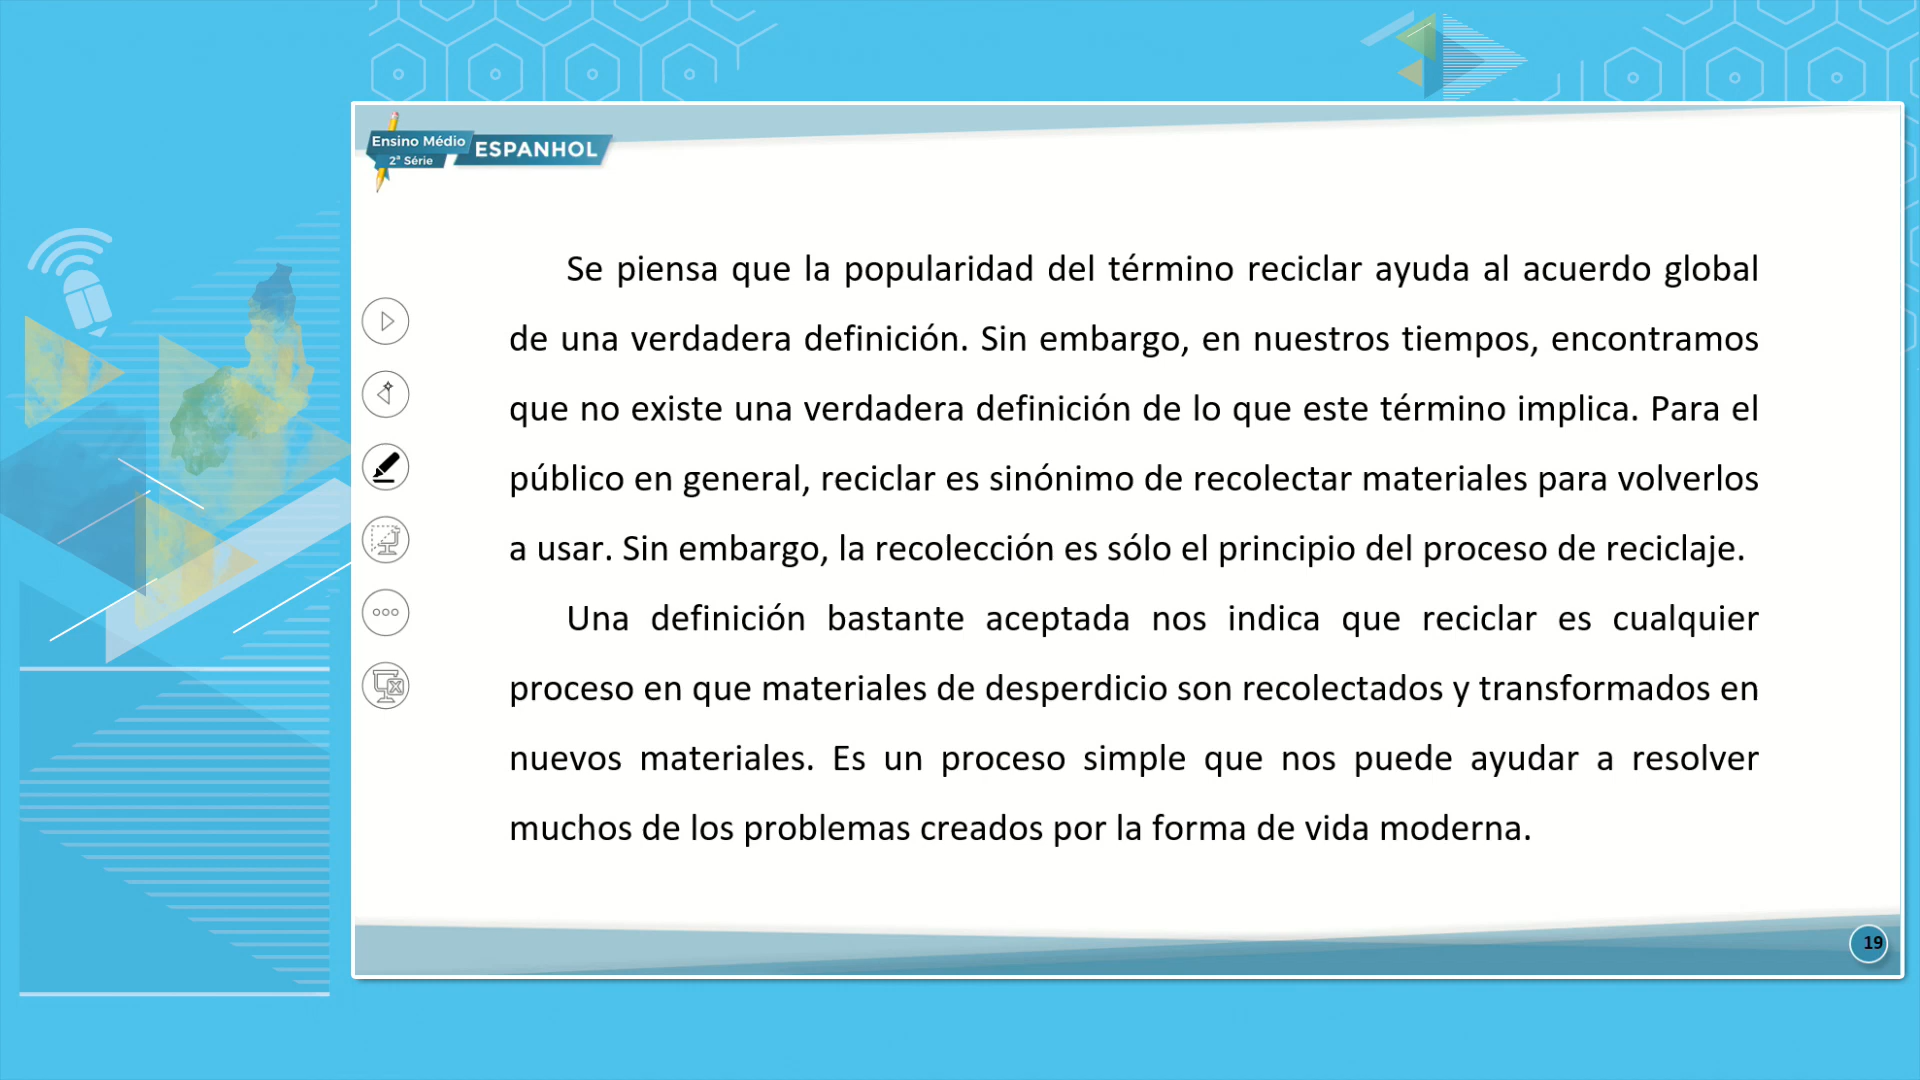 Ensino Médio
2ª Série
ESPANHOL
Se piensa que la popularidad del término reciclar ayuda al acuerdo global
de una verdadera definición. Sin embargo, en nuestros tiempos, encontramos
que no existe una verdadera definición de lo que este término implica. Para el
público en general, reciclar es sinónimo de recolectar materiales para volverlos
a usar. Sin embargo, la recolección es sólo el principio del proceso de reciclaje.
Una definición bastante aceptada nos indica que reciclar es cualquier
proceso en que materiales de desperdicio son recolectados y transformados en
nuevos materiales. Es un proceso simple que nos puede ayudar a resolver
muchos de los problemas creados por la forma de vida moderna.
19